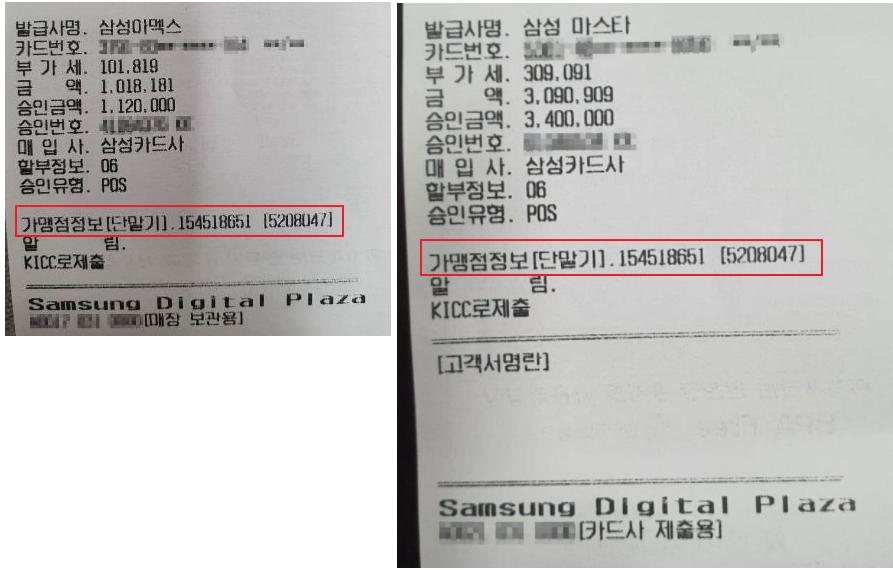 발급사명. 삼성아멕스
카드번호.
부 가 세. 101,819
금 액. 1,018,181
승인금액. 1,120,000
승인번호.
매 입 사. 삼성카드사
할부정보. 06
승인유형. POS
가맹점정보[단말기].154518651 [5208047]
알 림.
KICC로제출
Samsung Digital Plaza
[매장 보관용]
발급사명. 삼성 마스타
카드번호.
부 가 세. 309,091
금 액. 3,090,909
승인금액. 3,400,000
승인번호.
매 입 사. 삼성카드사
할부정보. 06
승인유형. POS
가맹점정보[단말기].154518651 [5208047]
알 림.
KICC로제출
[고객서명란]
Samsung Digital Plaza
[카드사 제출용]